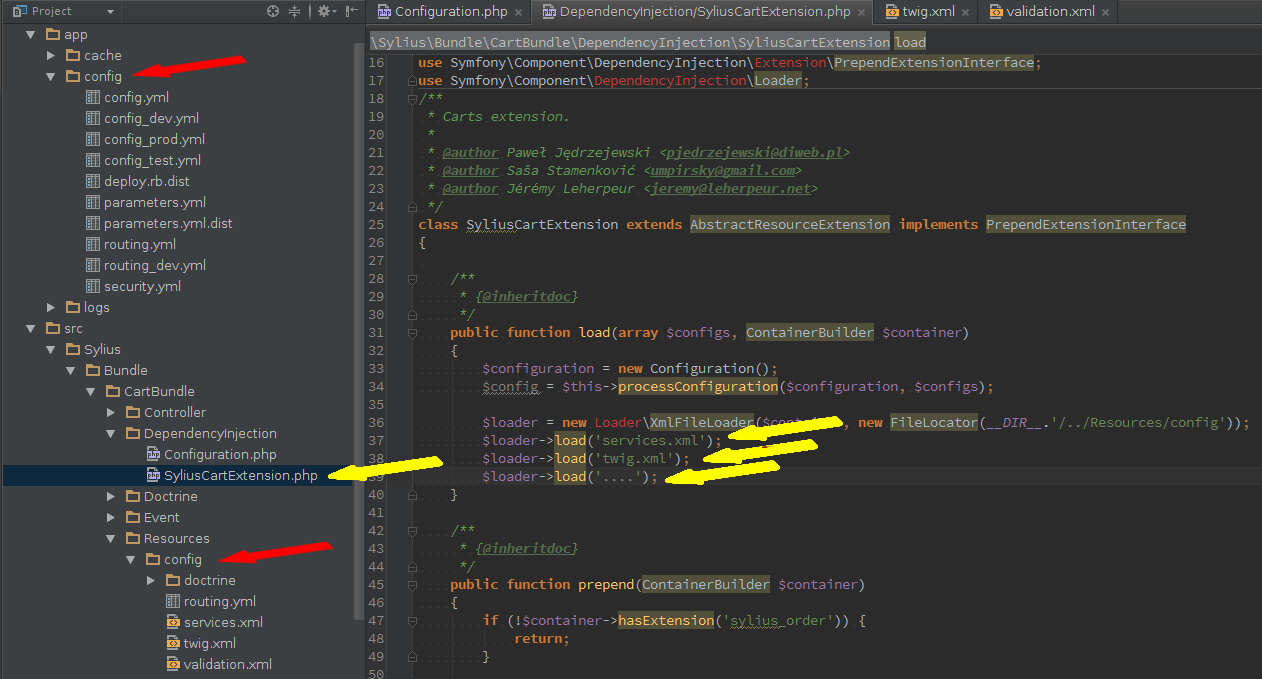 Project
app
cache
config
config.yml
config_dev.yml
config_prod.yml
config_test.yml
deploy.rb.dist
parameters.yml
parameters.yml.dist
routing.yml
routing_dev.yml
security.yml
logs
src
Sylius
Bundle
CartBundle
Controller
DependencyInjection
Configuration.php
SyliusCartExtension.php
Doctrine
Event
Resources
config
doctrine
routing.yml
services.xml
twig.xml
validation.xml
Configuration.php × DependencyInjection/SyliusCartExtension.php × twig.xml × validation.xml ×
\Sylius\Bundle\CartBundle\DependencyInjection\SyliusCartExtension load
16 use Symfony\Component\DependencyInjection\Extension\PrependExtensionInterface;
17 use Symfony\Component\DependencyInjection\Loader;
18 /**
19 * Carts extension.
20 *
21 * @author Paweł Jędrzejewski <pjedrzejewski@diweb.pl>
22 * @author Saša Stamenković <umpirsky@gmail.com>
23 * @author Jérémy Leherpeur <jeremy@leherpeur.net>
24 */
25 class SyliusCartExtension extends AbstractResourceExtension implements PrependExtensionInterface
26 {
27
28 /**
29 * {@inheritdoc}
30 */
31 public function load(array $configs, ContainerBuilder $container)
32 {
33 $configuration = new Configuration();
34 $config = $this->processConfiguration($configuration, $configs);
35
36 $loader = new Loader\XmlFileLoader($container, new FileLocator(__DIR__.'/../Resources/config'));
37 $loader->load('services.xml');
38 $loader->load('twig.xml');
39 $loader->load('....');
40 }
41
42 /**
43 * {@inheritdoc}
44 */
45 public function prepend(ContainerBuilder $container)
46 {
47 if (!$container->hasExtension('sylius_order')) {
48 return;
49 }
50